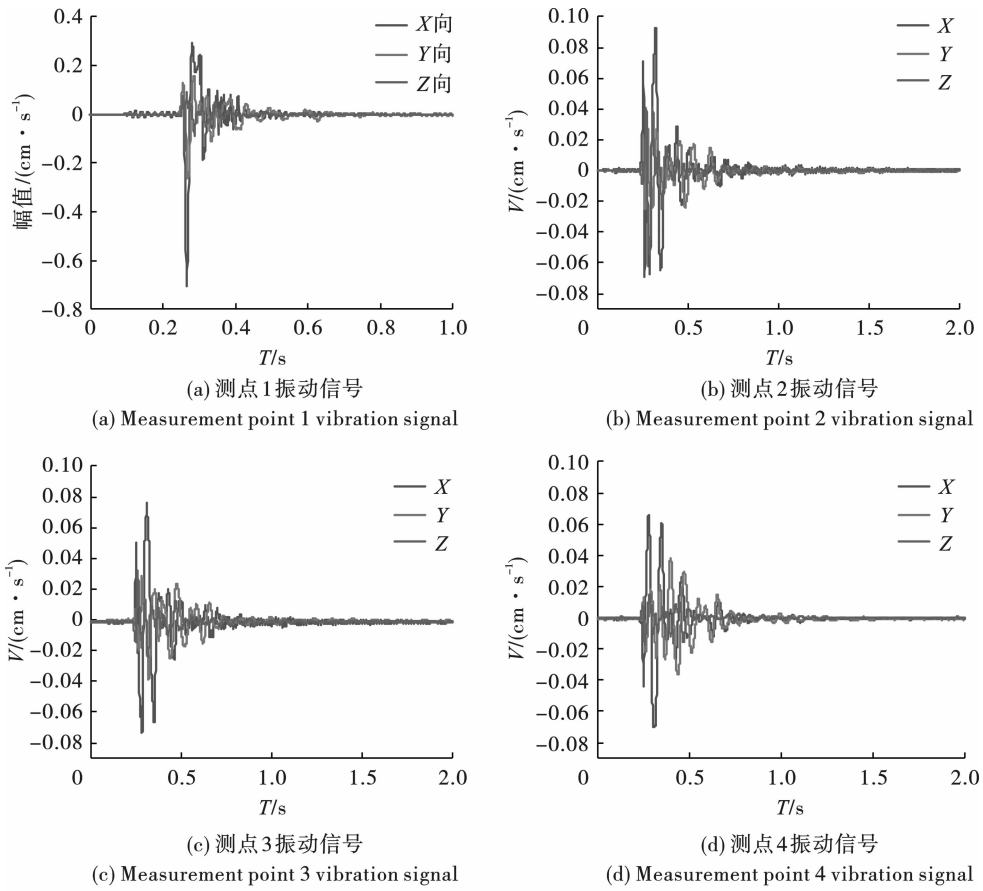 0.4
0.2
0
-0.2
-0.4
-0.6
-0.8
幅值/(cm·s⁻¹)
X向
Y向
Z向
0 0.2 0.4 0.6 0.8 1.0
T/s
(a) 测点1振动信号
(a) Measurement point 1 vibration signal
0.10
0.08
0.06
0.04
0.02
0
-0.02
-0.04
-0.06
-0.08
V/(cm·s⁻¹)
X
Y
Z
0 0.5 1.0 1.5 2.0
T/s
(b) 测点2振动信号
(b) Measurement point 2 vibration signal
0.10
0.08
0.06
0.04
0.02
0
-0.02
-0.04
-0.06
-0.08
V/(cm·s⁻¹)
X
Y
Z
0 0.5 1.0 1.5 2.0
T/s
(c) 测点3振动信号
(c) Measurement point 3 vibration signal
0.10
0.08
0.06
0.04
0.02
0
-0.02
-0.04
-0.06
-0.08
V/(cm·s⁻¹)
X
Y
Z
0 0.5 1.0 1.5 2.0
T/s
(d) 测点4振动信号
(d) Measurement point 4 vibration signal